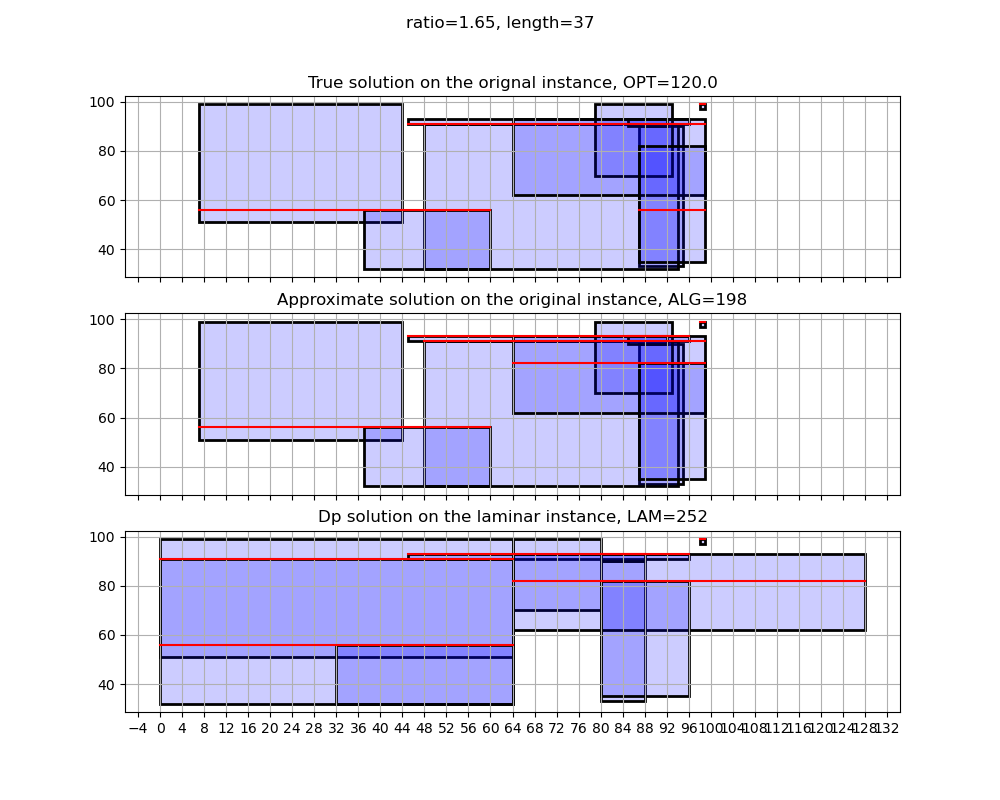 ratio=1.65, length=37
True solution on the orignal instance, OPT=120.0
100
80
60
40
Approximate solution on the original instance, ALG=198
100
80
60
40
Dp solution on the laminar instance, LAM=252
100
80
60
40
−4 0 4 8 12 16 20 24 28 32 36 40 44 48 52 56 60 64 68 72 76 80 84 88 92 96 100 104 108 112 116 120 124 128 132